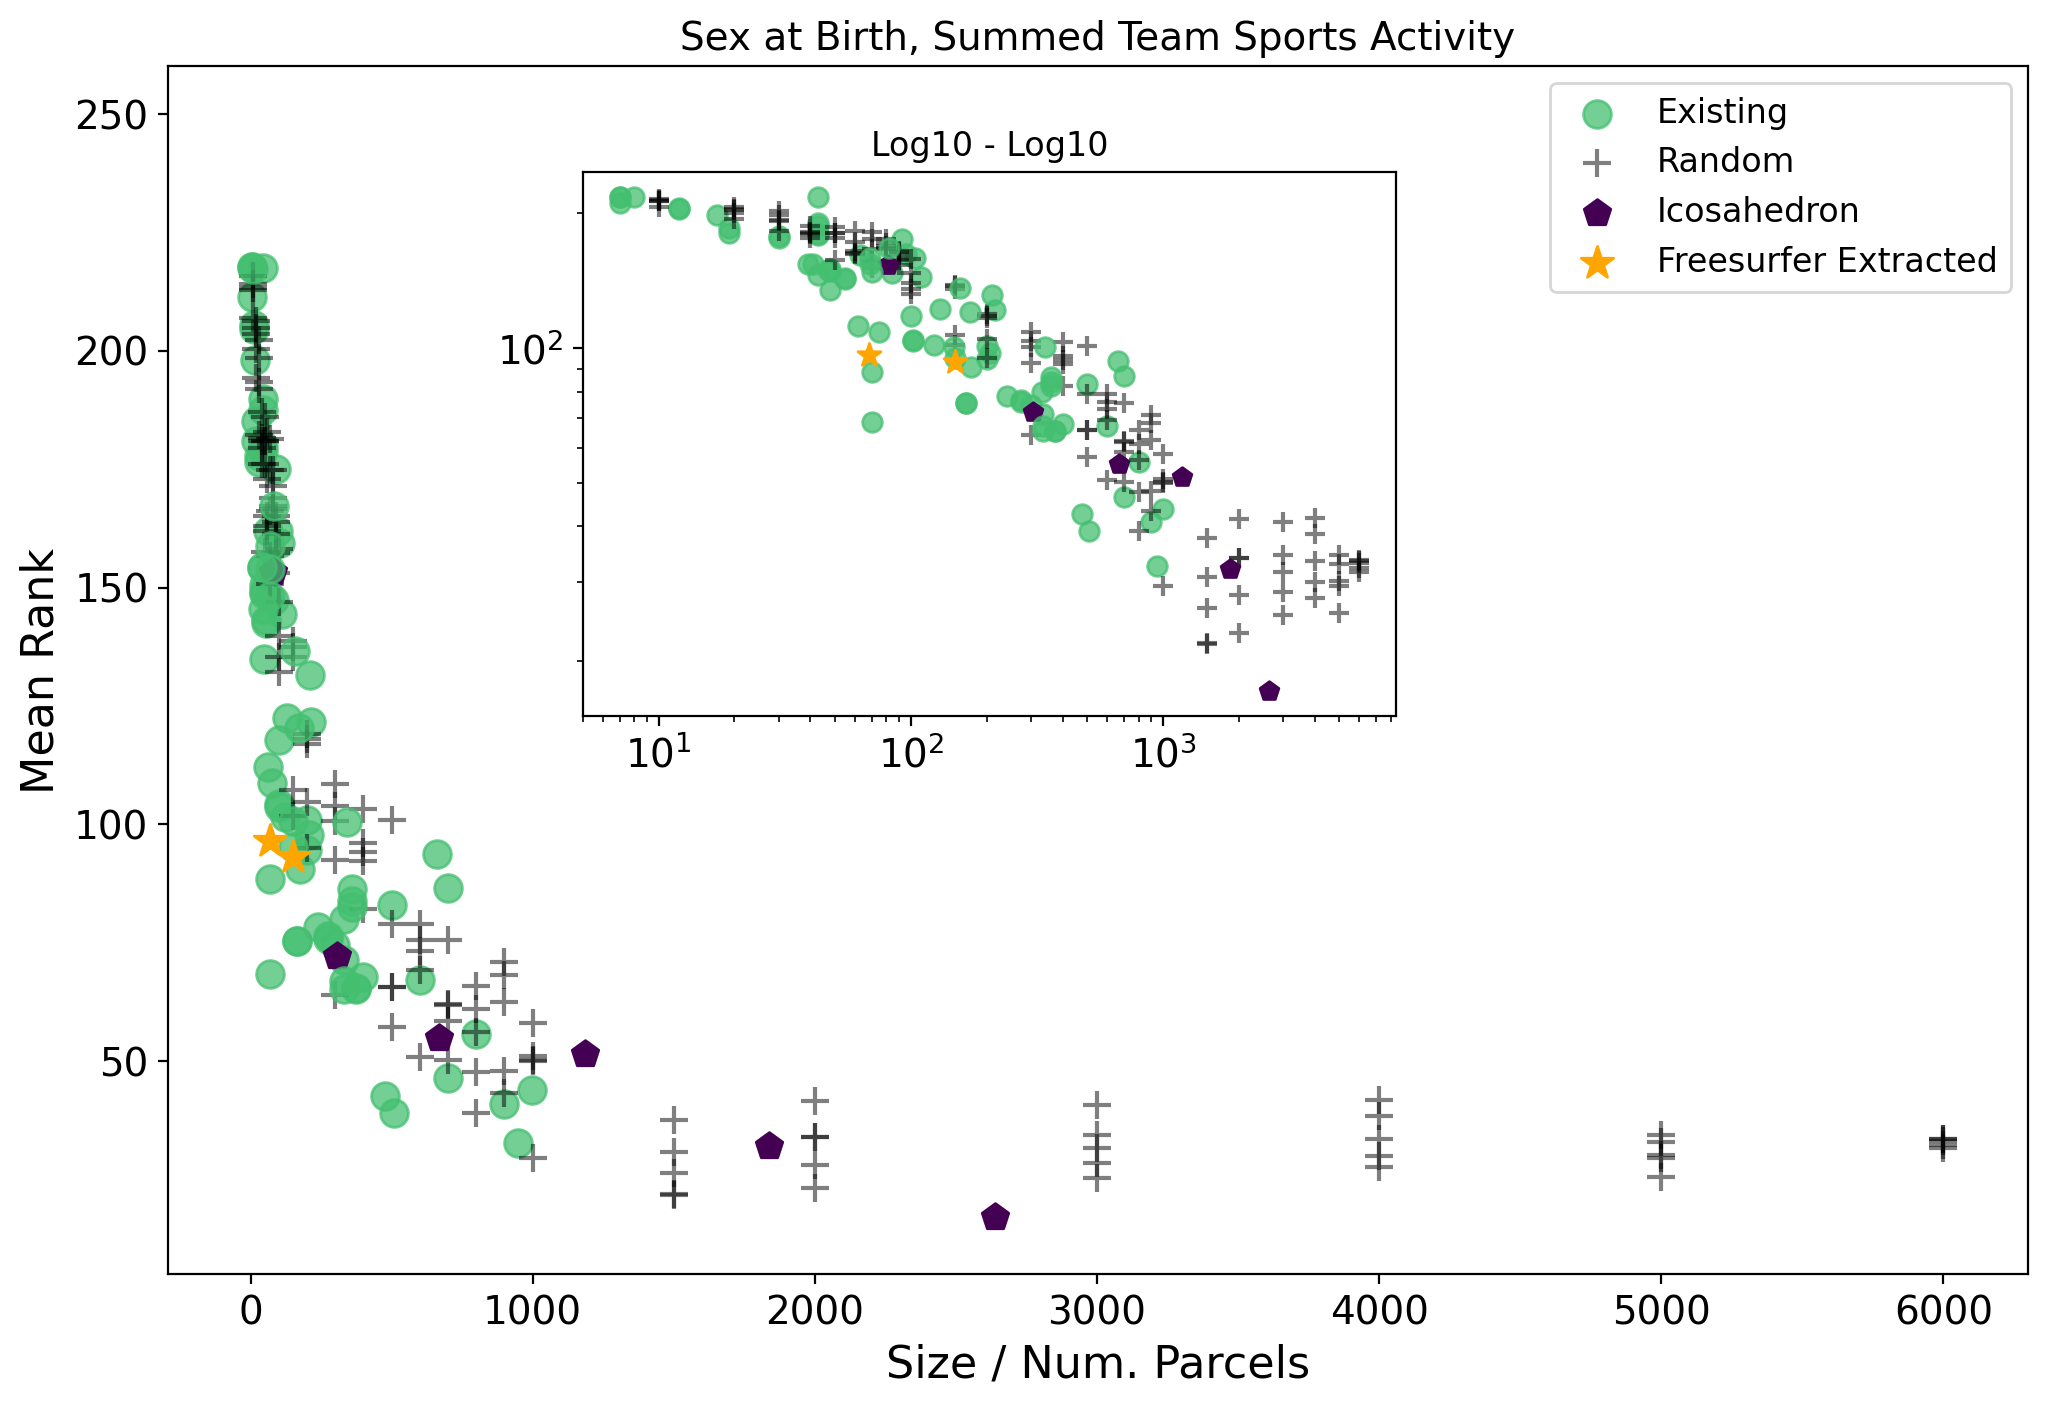 Sex at Birth, Summed Team Sports Activity
250
200
150
100
50
Mean Rank
Existing
Random
Icosahedron
Freesurfer Extracted
Log10 - Log10
10²
10¹
10²
10³
0
1000
2000
3000
4000
5000
6000
Size / Num. Parcels